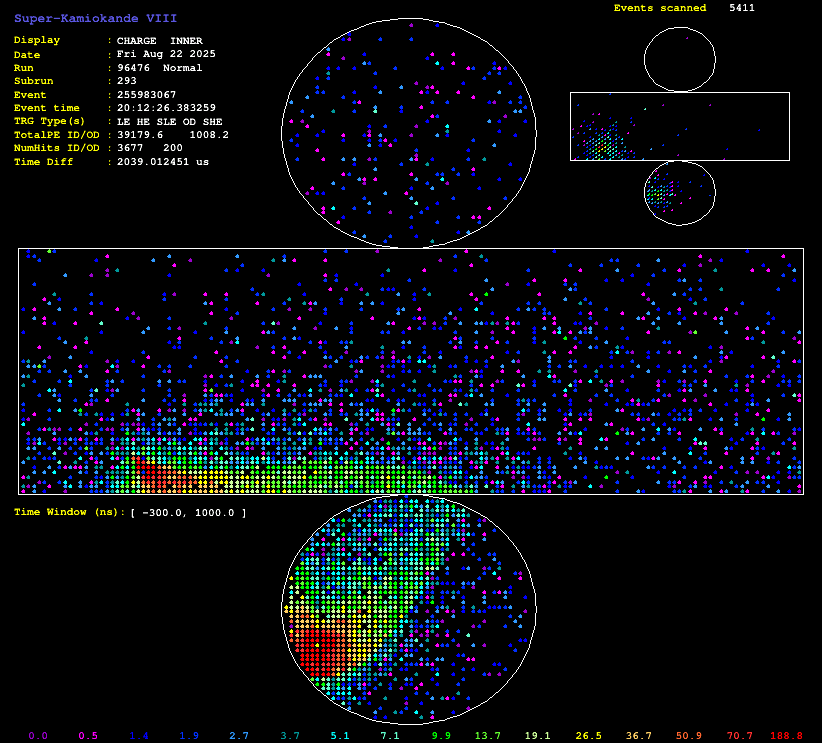 Super-Kamiokande VIII
Events scanned 5411
Display : CHARGE INNER
Date : Fri Aug 22 2025
Run : 96476 Normal
Subrun : 293
Event : 255983067
Event time : 20:12:26.383259
TRG Type(s) : LE HE SLE OD SHE
TotalPE ID/OD : 39179.6 1008.2
NumHits ID/OD : 3677 200
Time Diff : 2039.012451 us
Time Window (ns): [ -300.0, 1000.0 ]
0.0 0.5 1.4 1.9 2.7 3.7 5.1 7.1 9.9 13.7 19.1 26.5 36.7 50.9 70.7 188.8